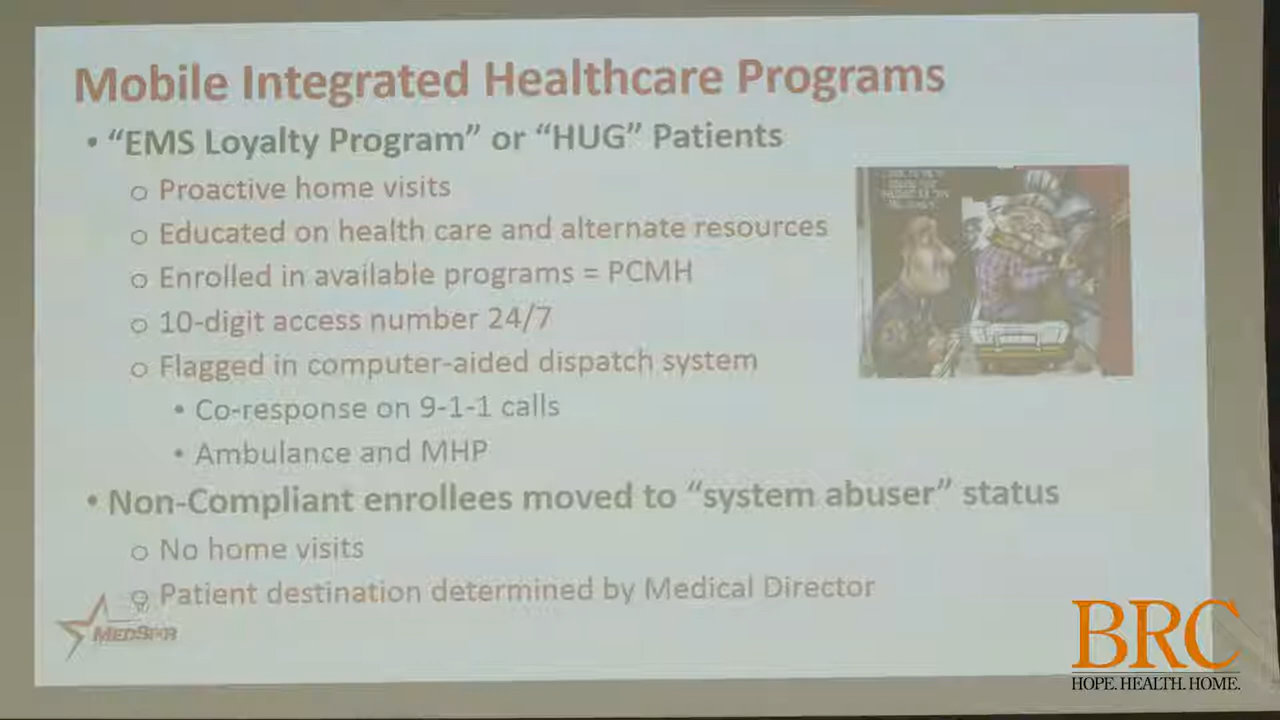 Mobile Integrated Healthcare Programs
• “EMS Loyalty Program” or “HUG” Patients
o Proactive home visits
o Educated on health care and alternate resources
o Enrolled in available programs = PCMH
o 10-digit access number 24/7
o Flagged in computer-aided dispatch system
• Co-response on 9-1-1 calls
• Ambulance and MHP
• Non-Compliant enrollees moved to “system abuser” status
o No home visits
o Patient destination determined by Medical Director
MEDSTAR
BRC
HOPE. HEALTH. HOME.